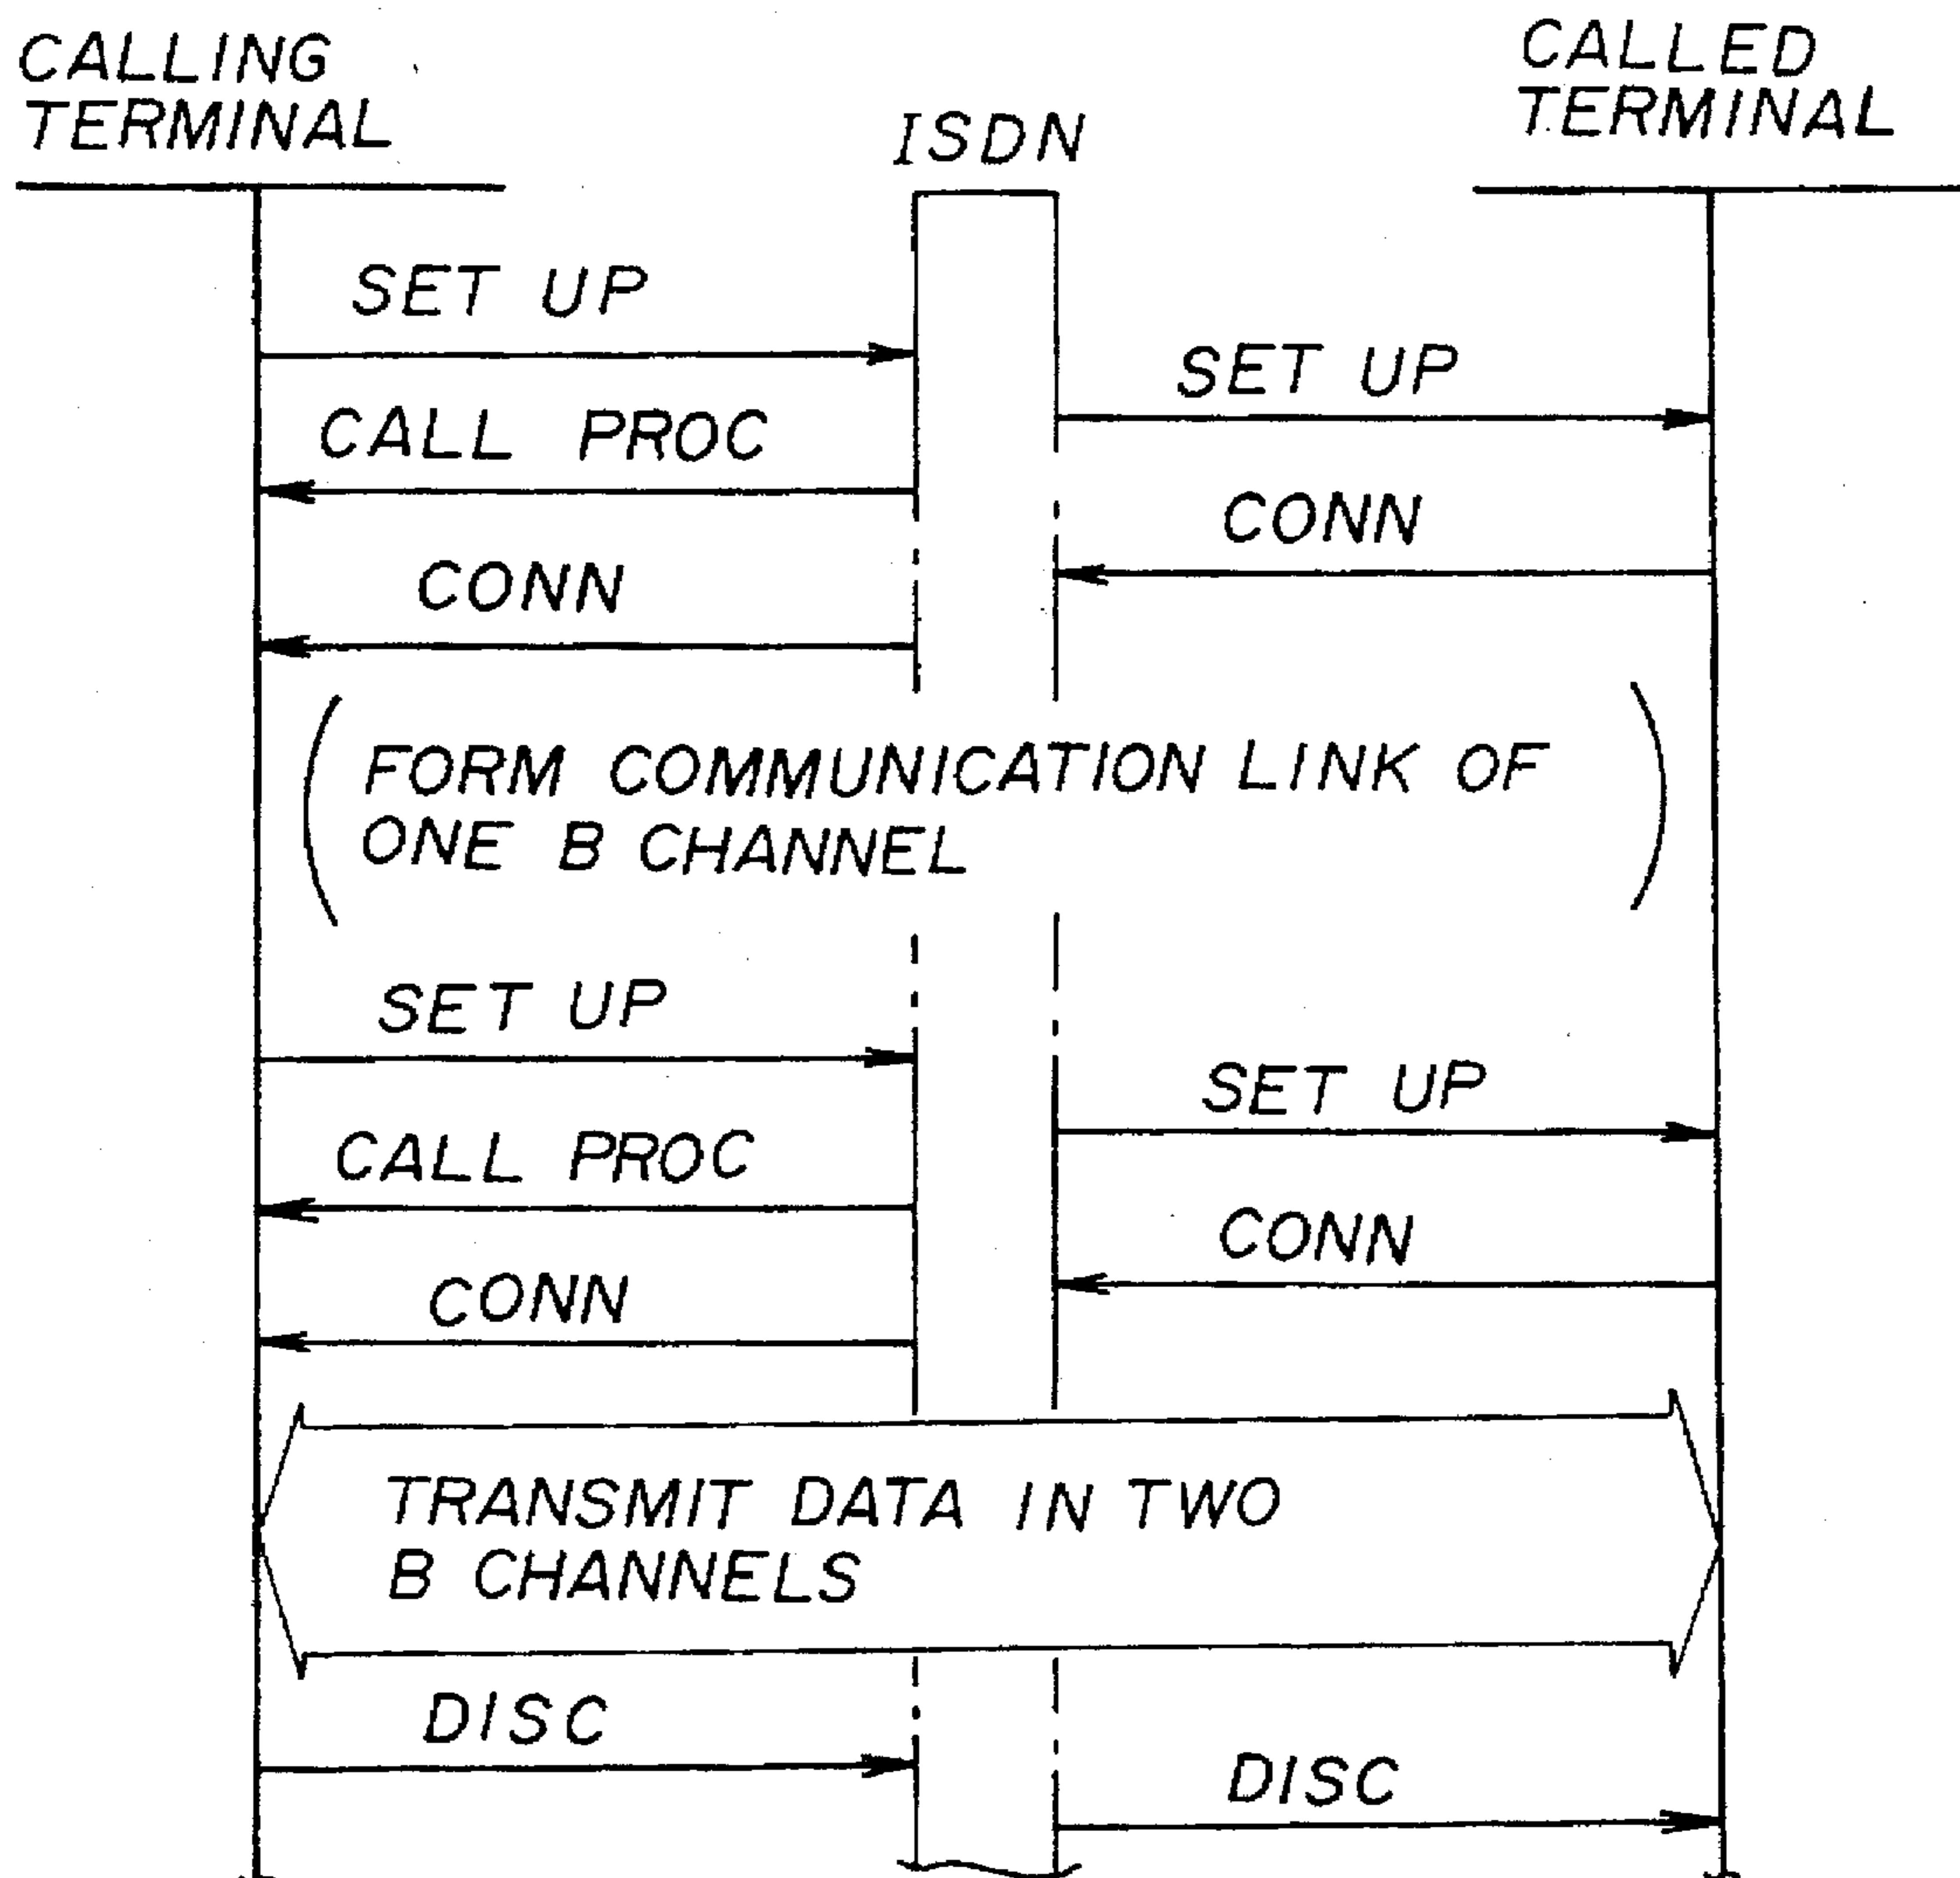 CALLING
TERMINAL
ISDN
CALLED
TERMINAL
SET UP
SET UP
CALL PROC
CONN
CONN
FORM COMMUNICATION LINK OF
ONE B CHANNEL
SET UP
SET UP
CALL PROC
CONN
CONN
TRANSMIT DATA IN TWO
B CHANNELS
DISC
DISC